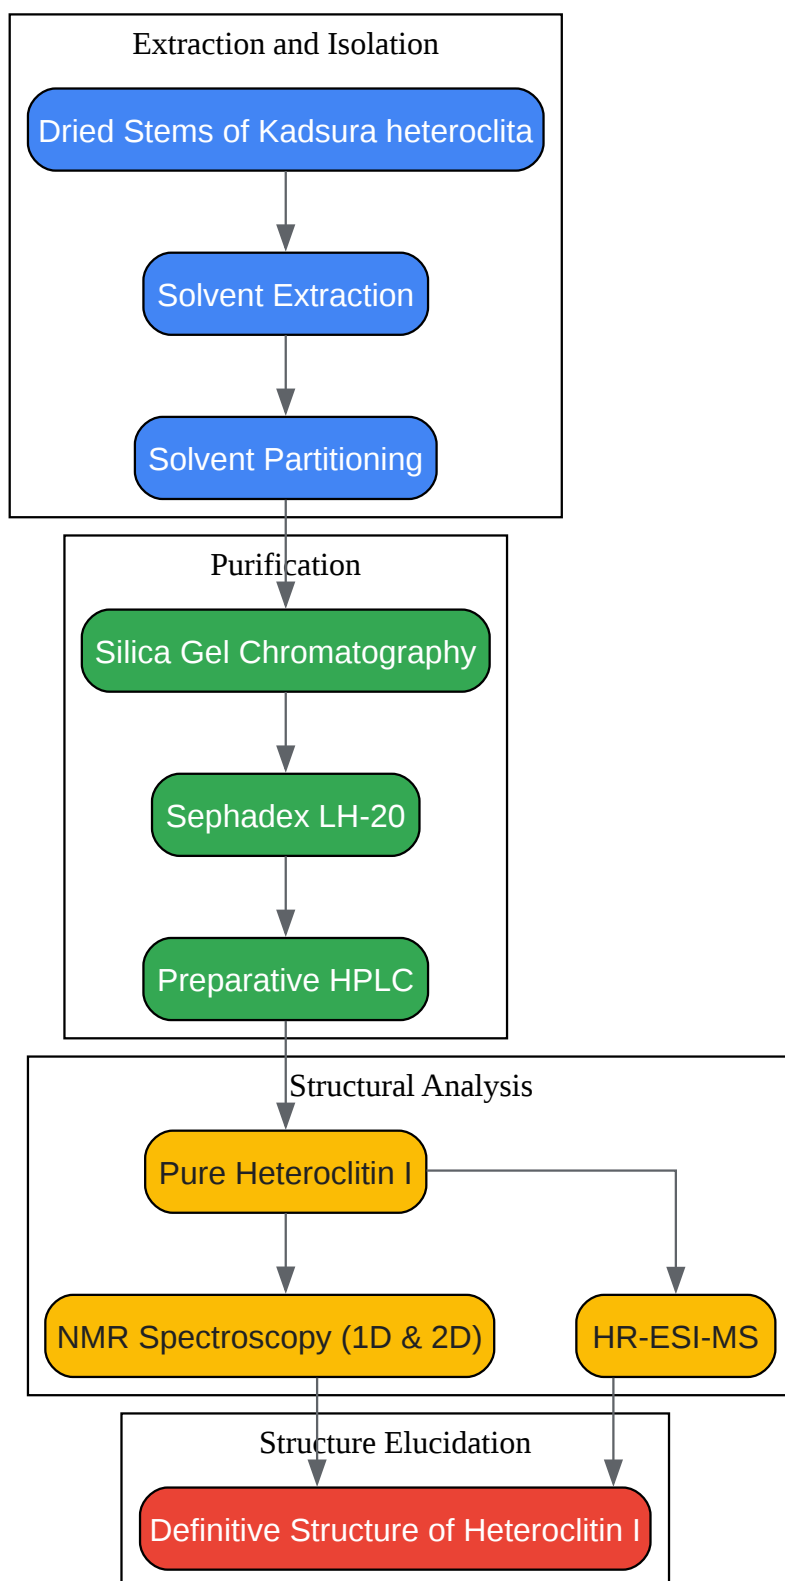 Extraction and Isolation
Dried Stems of Kadsura heteroclita
Solvent Extraction
Solvent Partitioning
Purification
Silica Gel Chromatography
Sephadex LH-20
Preparative HPLC
Structural Analysis
Pure Heteroclitin I
NMR Spectroscopy (1D & 2D)
HR-ESI-MS
Structure Elucidation
Definitive Structure of Heteroclitin I